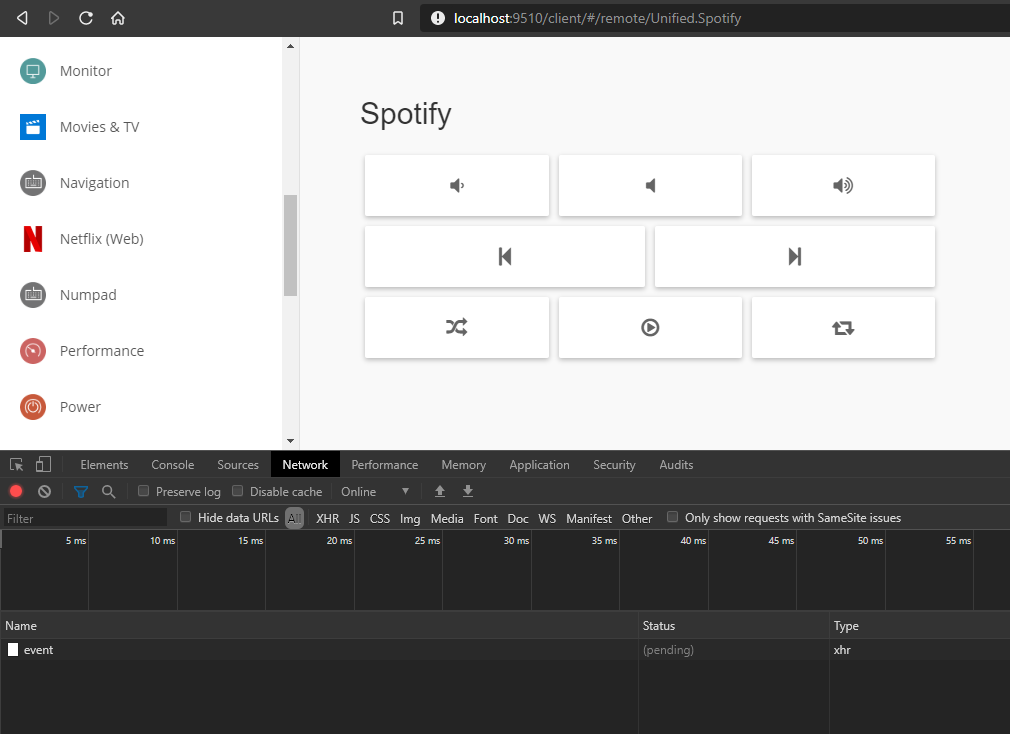 localhost:9510/client/#/remote/Unified.Spotify
Monitor
Movies & TV
Navigation
Netflix (Web)
Numpad
Performance
Power
Spotify
Elements Console Sources Network Performance Memory Application Security Audits
Preserve log Disable cache Online
Filter Hide data URLs All XHR JS CSS Img Media Font Doc WS Manifest Other Only show requests with SameSite issues
5 ms 10 ms 15 ms 20 ms 25 ms 30 ms 35 ms 40 ms 45 ms 50 ms 55 ms
Name Status Type
event (pending) xhr